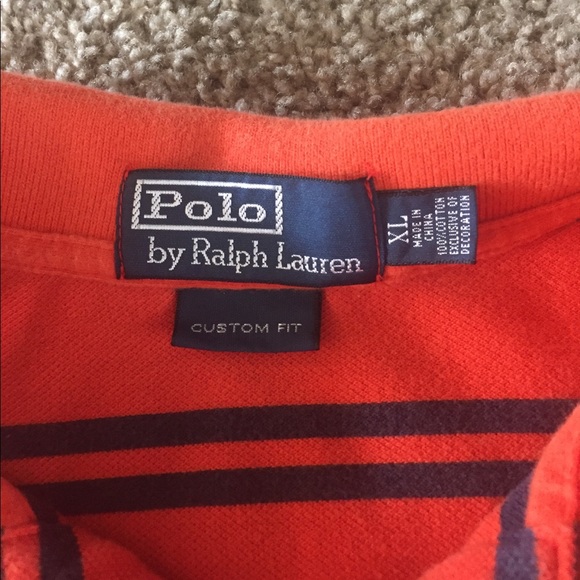 Polo
by Ralph Lauren
XL
MADE IN
CHINA
100%COTTON
EXCLUSIVE OF
DECORATION
CUSTOM FIT